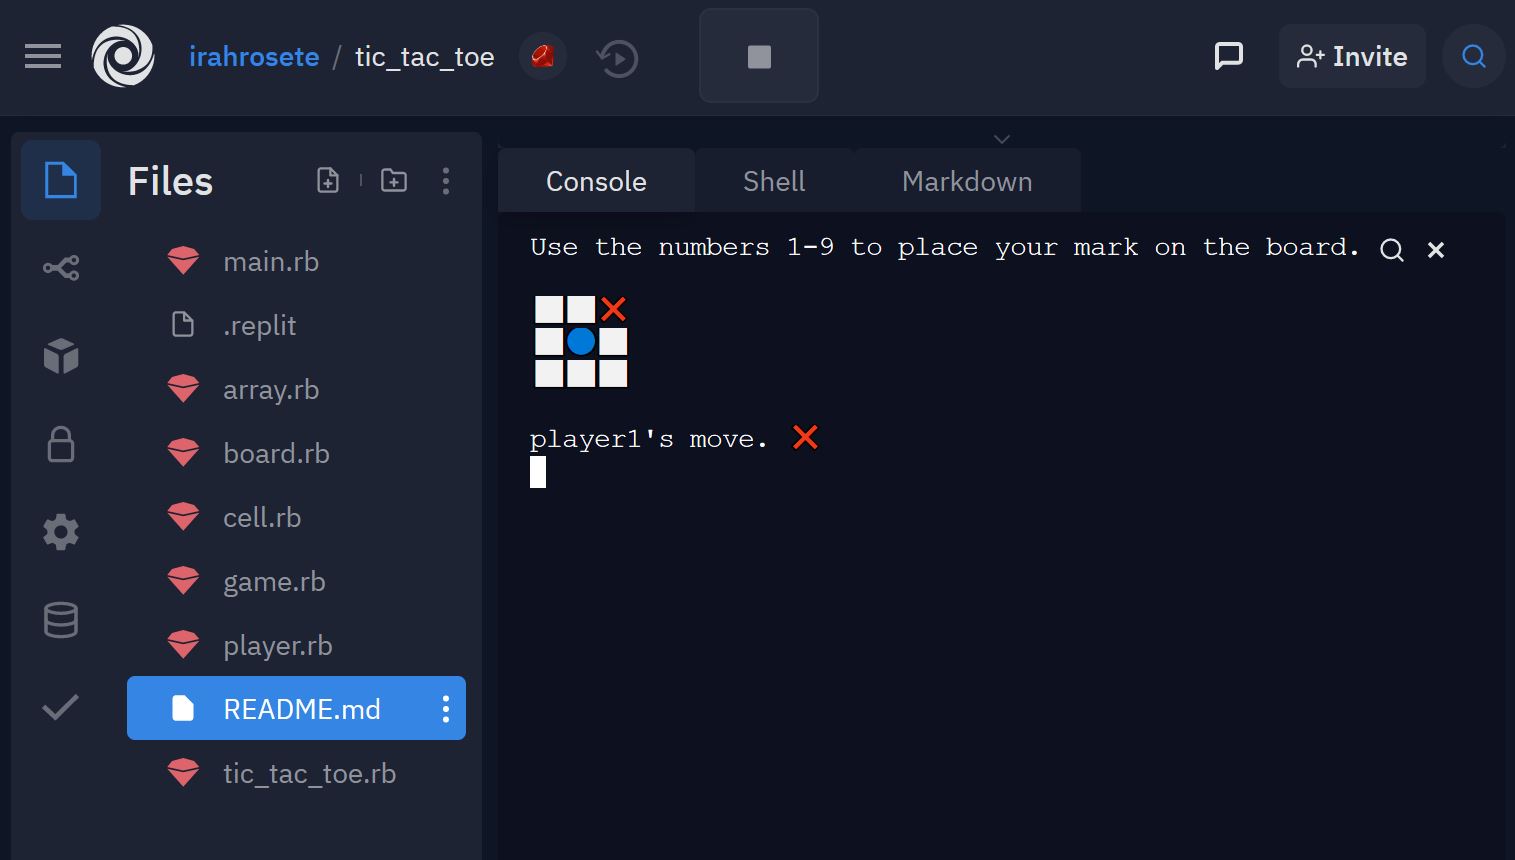 irahrosete / tic_tac_toe
Invite
Files
Console
Shell
Markdown
main.rb
.replit
array.rb
board.rb
cell.rb
game.rb
player.rb
README.md
tic_tac_toe.rb
Use the numbers 1-9 to place your mark on the board.
⬜⬜❌
⬜🔵⬜
⬜⬜⬜
player1's move. ❌